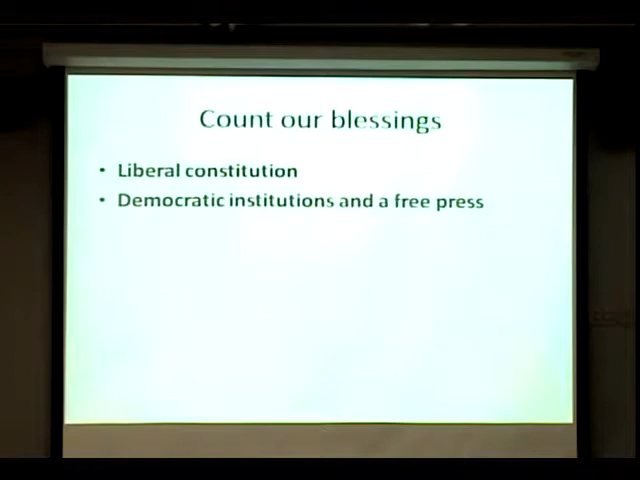 Count our blessings
• Liberal constitution
• Democratic institutions and a free press